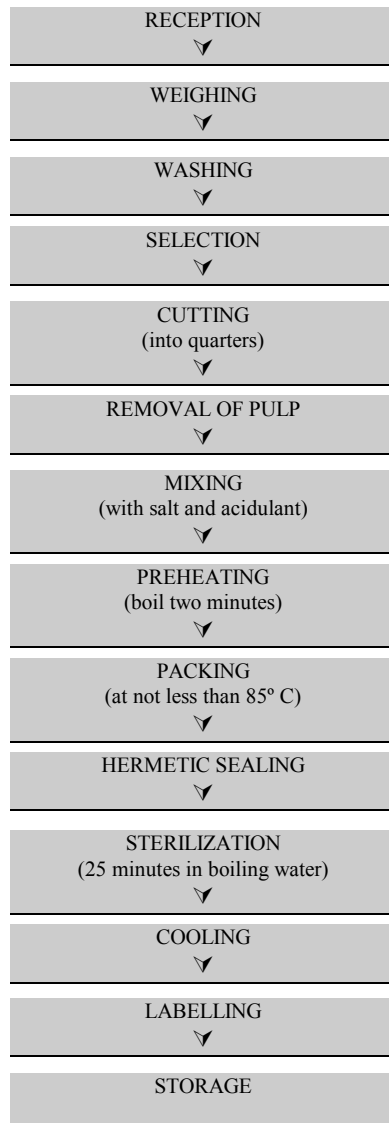 RECEPTION
WEIGHING
WASHING
SELECTION
CUTTING
(into quarters)
REMOVAL OF PULP
MIXING
(with salt and acidulant)
PREHEATING
(boil two minutes)
PACKING
(at not less than 85º C)
HERMETIC SEALING
STERILIZATION
(25 minutes in boiling water)
COOLING
LABELLING
STORAGE